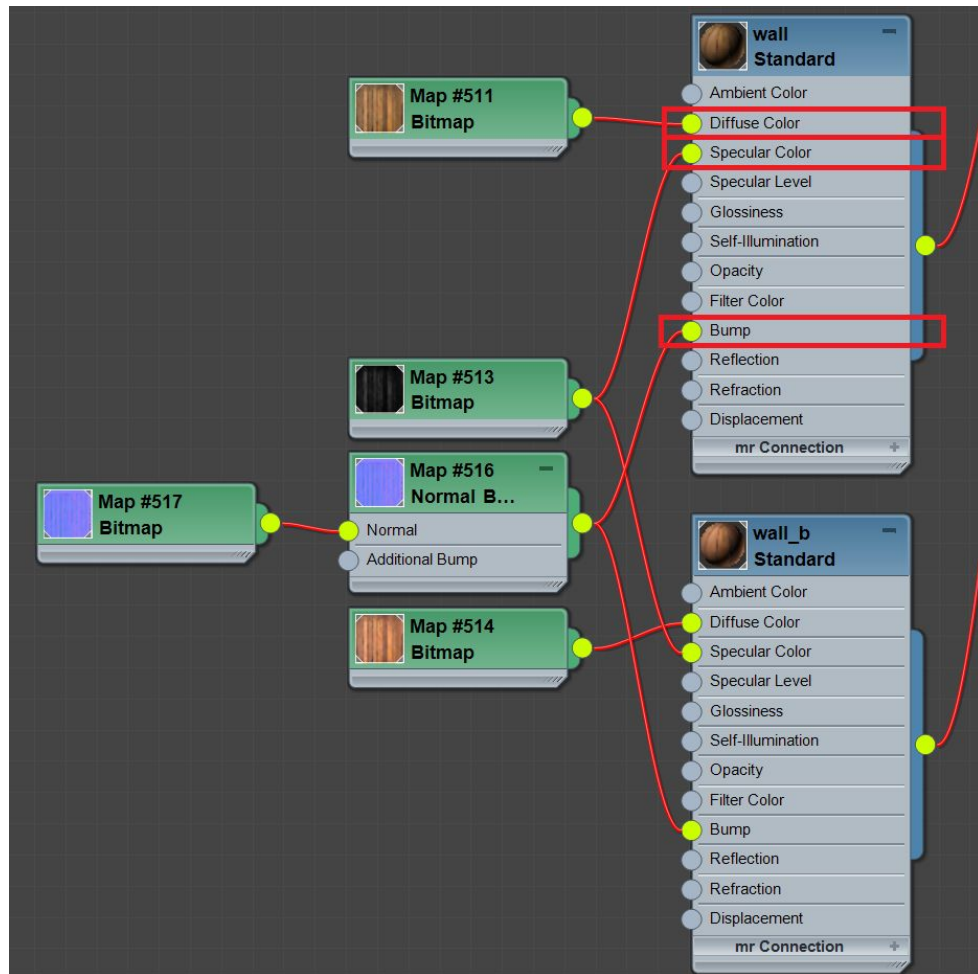 wall
Standard
Ambient Color
Diffuse Color
Specular Color
Specular Level
Glossiness
Self-Illumination
Opacity
Filter Color
Bump
Reflection
Refraction
Displacement
mr Connection
Map #511
Bitmap
Map #513
Bitmap
Map #516
Normal B...
Normal
Additional Bump
Map #517
Bitmap
Map #514
Bitmap
wall_b
Standard
Ambient Color
Diffuse Color
Specular Color
Specular Level
Glossiness
Self-Illumination
Opacity
Filter Color
Bump
Reflection
Refraction
Displacement
mr Connection